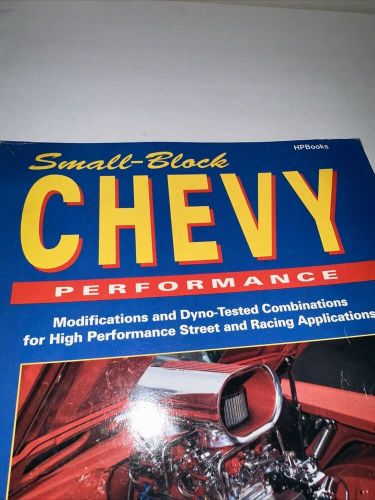 HPBooks
Small-Block
CHEVY
PERFORMANCE
Modifications and Dyno-Tested Combinations
for High Performance Street and Racing Applications